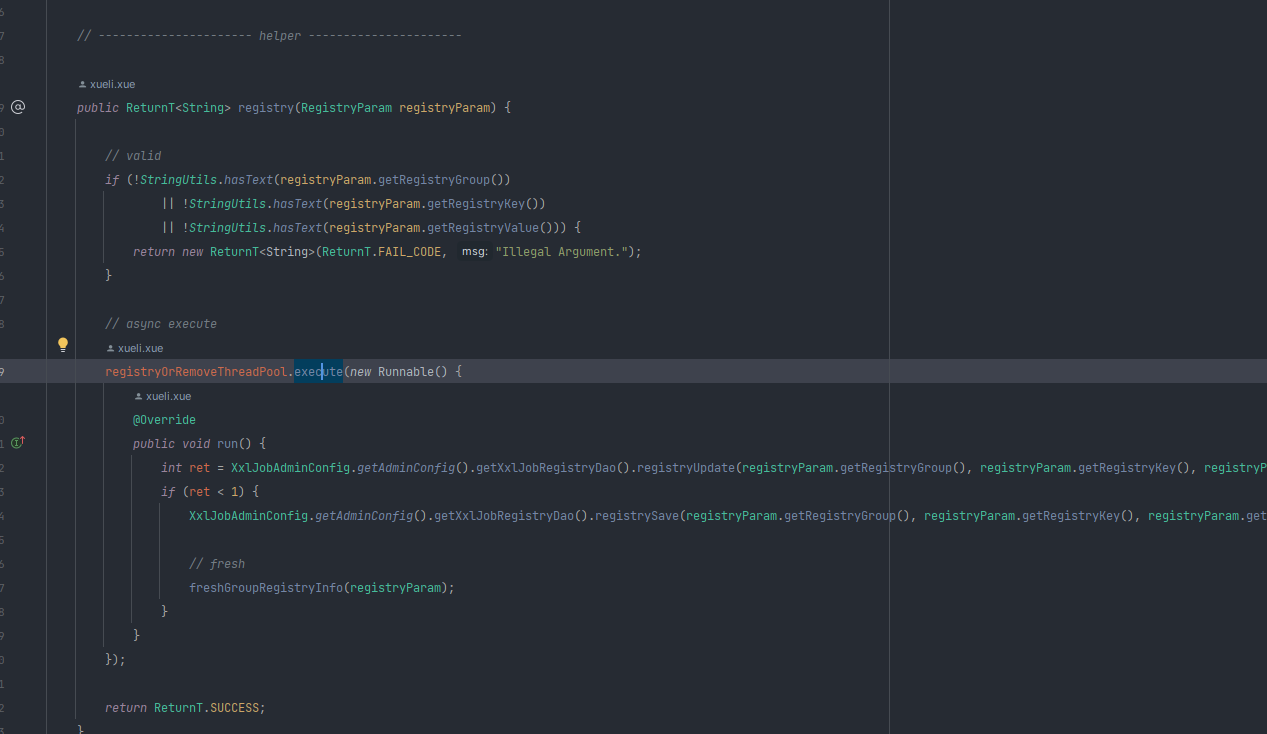 // ---------------------- helper ----------------------
xueli.xue
public ReturnT<String> registry(RegistryParam registryParam) {
// valid
if (!StringUtils.hasText(registryParam.getRegistryGroup())
|| !StringUtils.hasText(registryParam.getRegistryKey())
|| !StringUtils.hasText(registryParam.getRegistryValue())) {
return new ReturnT<String>(ReturnT.FAIL_CODE, msg: "Illegal Argument.");
}
// async execute
xueli.xue
registryOrRemoveThreadPool.execute(new Runnable() {
xueli.xue
@Override
public void run() {
int ret = XxlJobAdminConfig.getAdminConfig().getXxlJobRegistryDao().registryUpdate(registryParam.getRegistryGroup(), registryParam.getRegistryKey(), registryP
if (ret < 1) {
XxlJobAdminConfig.getAdminConfig().getXxlJobRegistryDao().registrySave(registryParam.getRegistryGroup(), registryParam.getRegistryKey(), registryParam.get
// fresh
freshGroupRegistryInfo(registryParam);
}
}
});
return ReturnT.SUCCESS;
}